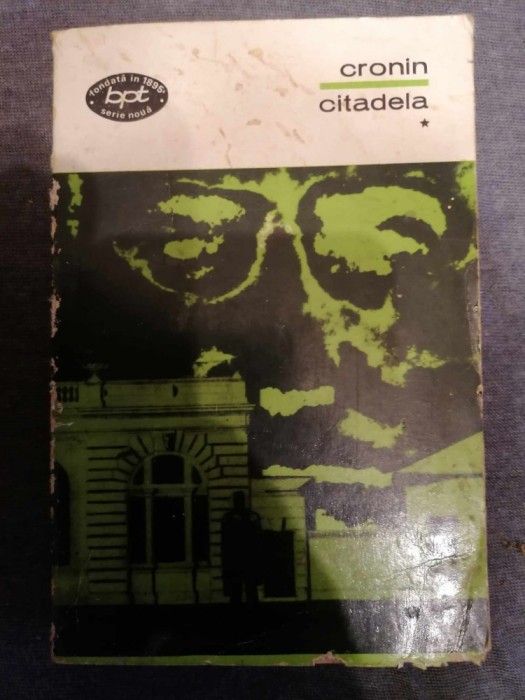 cronin
citadela
*
fondată în 1895
bpt
serie nouă